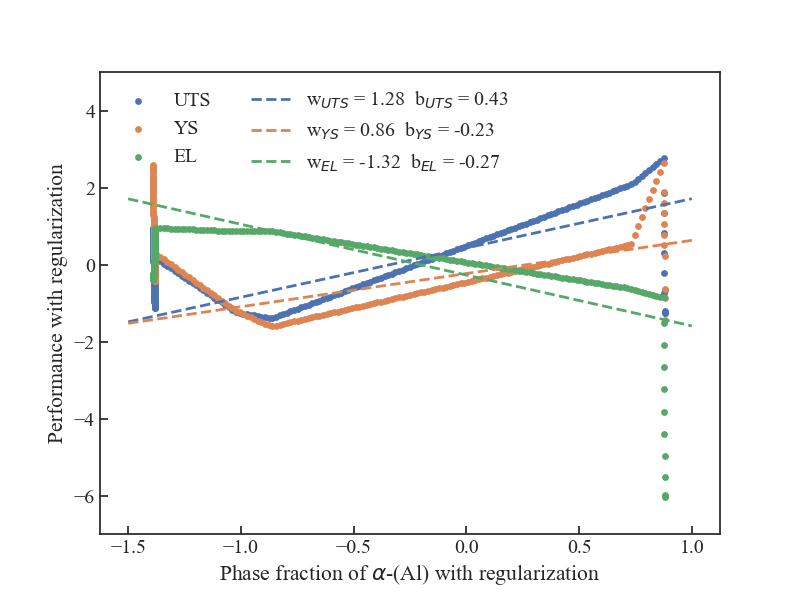 UTS
YS
EL
w_UTS = 1.28 b_UTS = 0.43
w_YS = 0.86 b_YS = -0.23
w_EL = -1.32 b_EL = -0.27
Performance with regularization
4
2
0
−2
−4
−6
−1.5 −1.0 −0.5 0.0 0.5 1.0
Phase fraction of α-(Al) with regularization